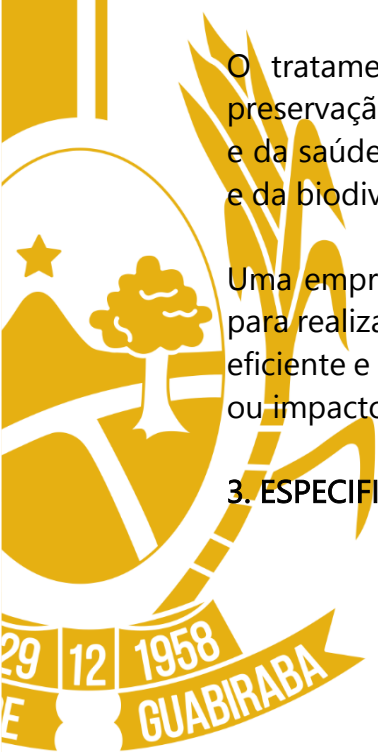 O tratame
preservaçã
e da saúde
e da biodiv
Uma empr
para realiza
eficiente e
ou impacto
3. ESPECIFI
29 12 1958
E GUABIRABA